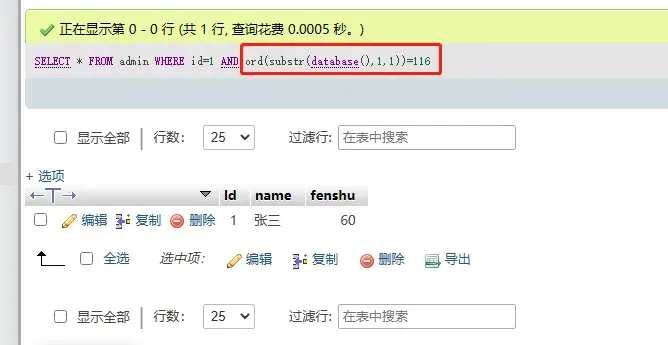 正在显示第 0 - 0 行 (共 1 行, 查询花费 0.0005 秒。)
SELECT * FROM admin WHERE id=1 AND ord(substr(database(),1,1))=116
显示全部 行数: 25 过滤行: 在表中搜索
+ 选项
←T→ Id name fenshu
编辑 复制 删除 1 张三 60
全选 选中项: 编辑 复制 删除 导出
显示全部 行数: 25 过滤行: 在表中搜索